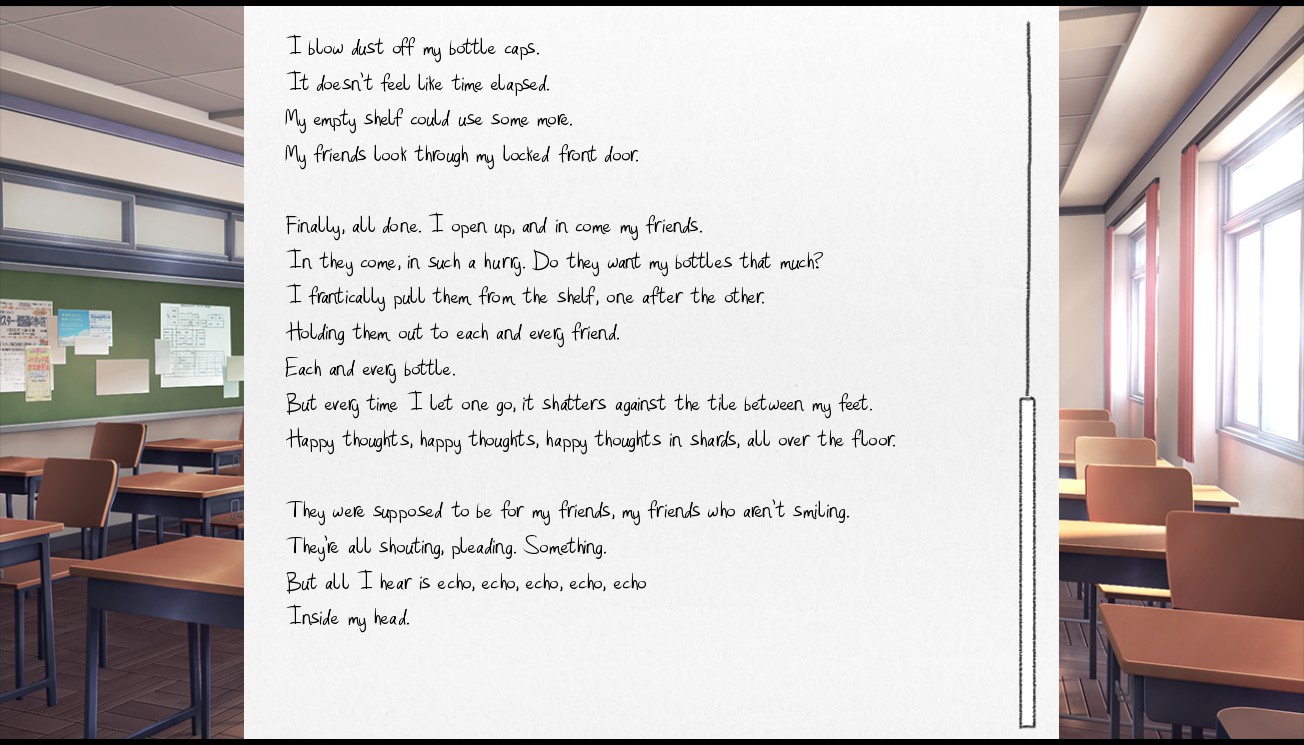 I blow dust off my bottle caps.
It doesn't feel like time elapsed.
My empty shelf could use some more.
My friends look through my locked front door.
Finally, all done. I open up, and in come my friends.
In they come, in such a hurry. Do they want my bottles that much?
I frantically pull them from the shelf, one after the other.
Holding them out to each and every friend.
Each and every bottle.
But every time I let one go, it shatters against the tile between my feet.
Happy thoughts, happy thoughts, happy thoughts in shards, all over the floor.
They were supposed to be for my friends, my friends who aren't smiling.
They're all shouting, pleading. Something.
But all I hear is echo, echo, echo, echo, echo
Inside my head.